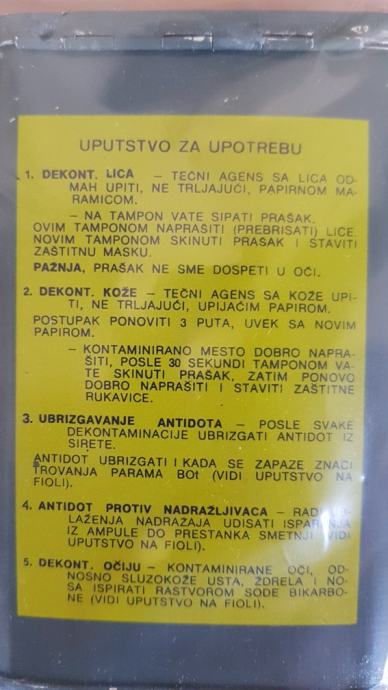 UPUTSTVO ZA UPOTREBU
1. DEKONT. LICA — TEČNI AGENS SA LICA OD-
MAH UPITI, NE TRLJAJUĆI, PAPIRNOM MA-
RAMICOM.
— NA TAMPON VATE SIPATI PRAŠAK.
OVIM TAMPONOM NAPRAŠITI (PREBRISATI) LICE.
NOVIM TAMPONOM SKINUTI PRAŠAK I STAVITI
ZAŠTITNU MASKU.
PAŽNJA, PRAŠAK NE SME DOSPETI U OČI.
2. DEKONT. KOŽE — TEČNI AGENS SA KOŽE UPI-
TI, NE TRLJAJUĆI, UPIJAĆIM PAPIROM.
POSTUPAK PONOVITI 3 PUTA, UVEK SA NOVIM
PAPIROM.
— KONTAMINIRANO MESTO DOBRO NAPRA-
ŠITI, POSLE 30 SEKUNDI TAMPONOM VA-
TE SKINUTI PRAŠAK, ZATIM PONOVO
DOBRO NAPRAŠITI I STAVITI ZAŠTITNE
RUKAVICE.
3. UBRIZGAVANJE ANTIDOTA — POSLE SVAKE
DEKONTAMINACIJE UBRIZGATI ANTIDOT IZ
SIRETE.
ANTIDOT UBRIZGATI I KADA SE ZAPAZE ZNACI
TROVANJA PARAMA BOt (VIDI UPUTSTVO NA
FIOLI).
4. ANTIDOT PROTIV NADRAŽLJIVACA — RADI
LAŽENJA NADRAZAJA UDISATI
IZ AMPULE DO PRESTANKA SMETNJI
UPUTSTVO NA FIOLI).
5. DEKONT. OČIJU — KONTAMINIRANE OČI, OD-
NOSNO SLUZOKOŽE USTA, ŽDRELA I NO-
SA ISPIRATI RASTVOROM SODE BIKARBO-
NE (VIDI UPUTSTVO NA FIOLI).